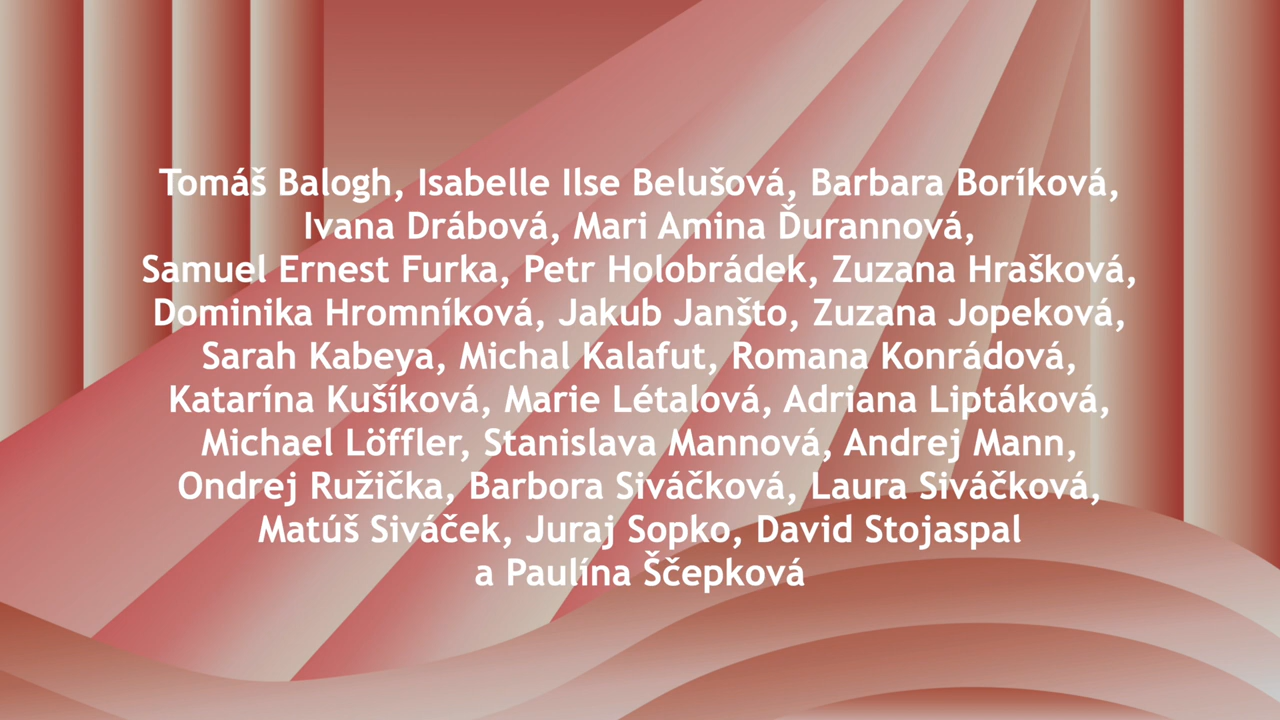 Tomáš Balogh, Isabelle Ilse Belušová, Barbara Boríková,
Ivana Drábová, Mari Amina Ďurannová,
Samuel Ernest Furka, Petr Holobrádek, Zuzana Hrašková,
Dominika Hromníková, Jakub Janšto, Zuzana Jopeková,
Sarah Kabeya, Michal Kalafut, Romana Konrádová,
Katarína Kušíková, Marie Létalová, Adriana Liptáková,
Michael Löffler, Stanislava Mannová, Andrej Mann,
Ondrej Ružička, Barbora Siváčková, Laura Siváčková,
Matúš Siváček, Juraj Sopko, David Stojaspal
a Paulína Ščepková